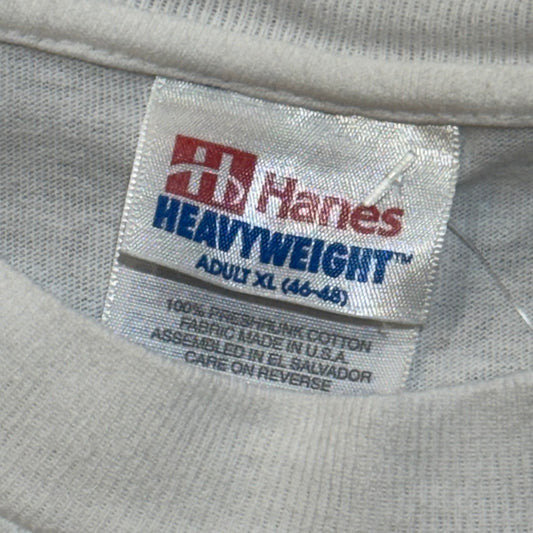 Hs Hanes
HEAVYWEIGHT™
ADULT XL (46-48)
100% PRESHRUNK COTTON
FABRIC MADE IN U.S.A.
ASSEMBLED IN EL SALVADOR
CARE ON REVERSE